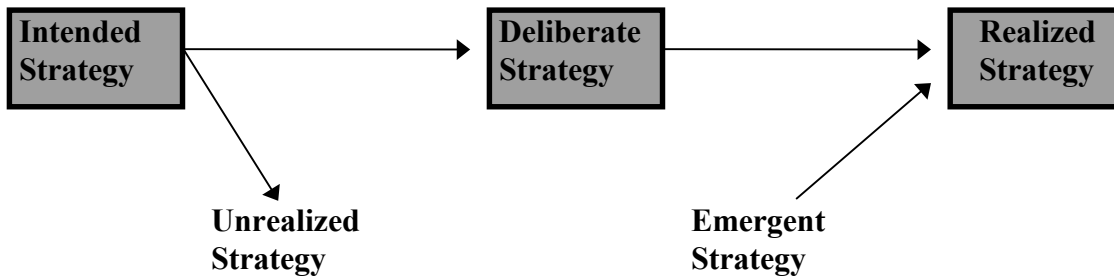 Intended
Strategy
Deliberate
Strategy
Realized
Strategy
Unrealized
Strategy
Emergent
Strategy